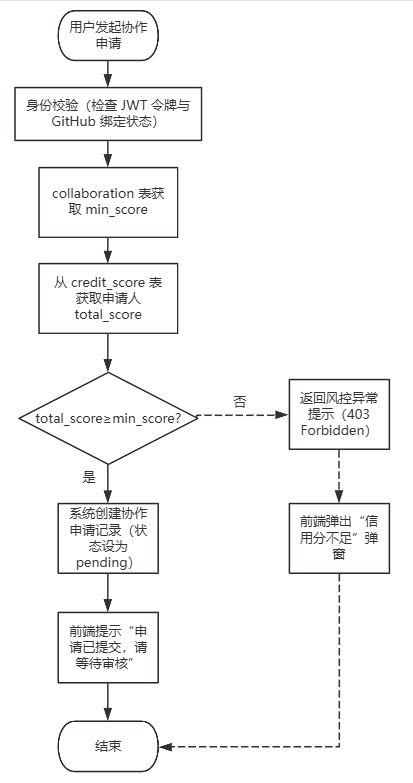 用户发起协作
申请
身份校验（检查 JWT 令牌与
GitHub 绑定状态）
collaboration 表获
取 min_score
从 credit_score 表
获取申请人
total_score
total_score≥min_score?
否
返回风控异常
提示（403
Forbidden）
是
系统创建协作
申请记录（状
态设为
pending）
前端弹出“信
用分不足”弹
窗
前端提示“申
请已提交，请
等待审核”
结束